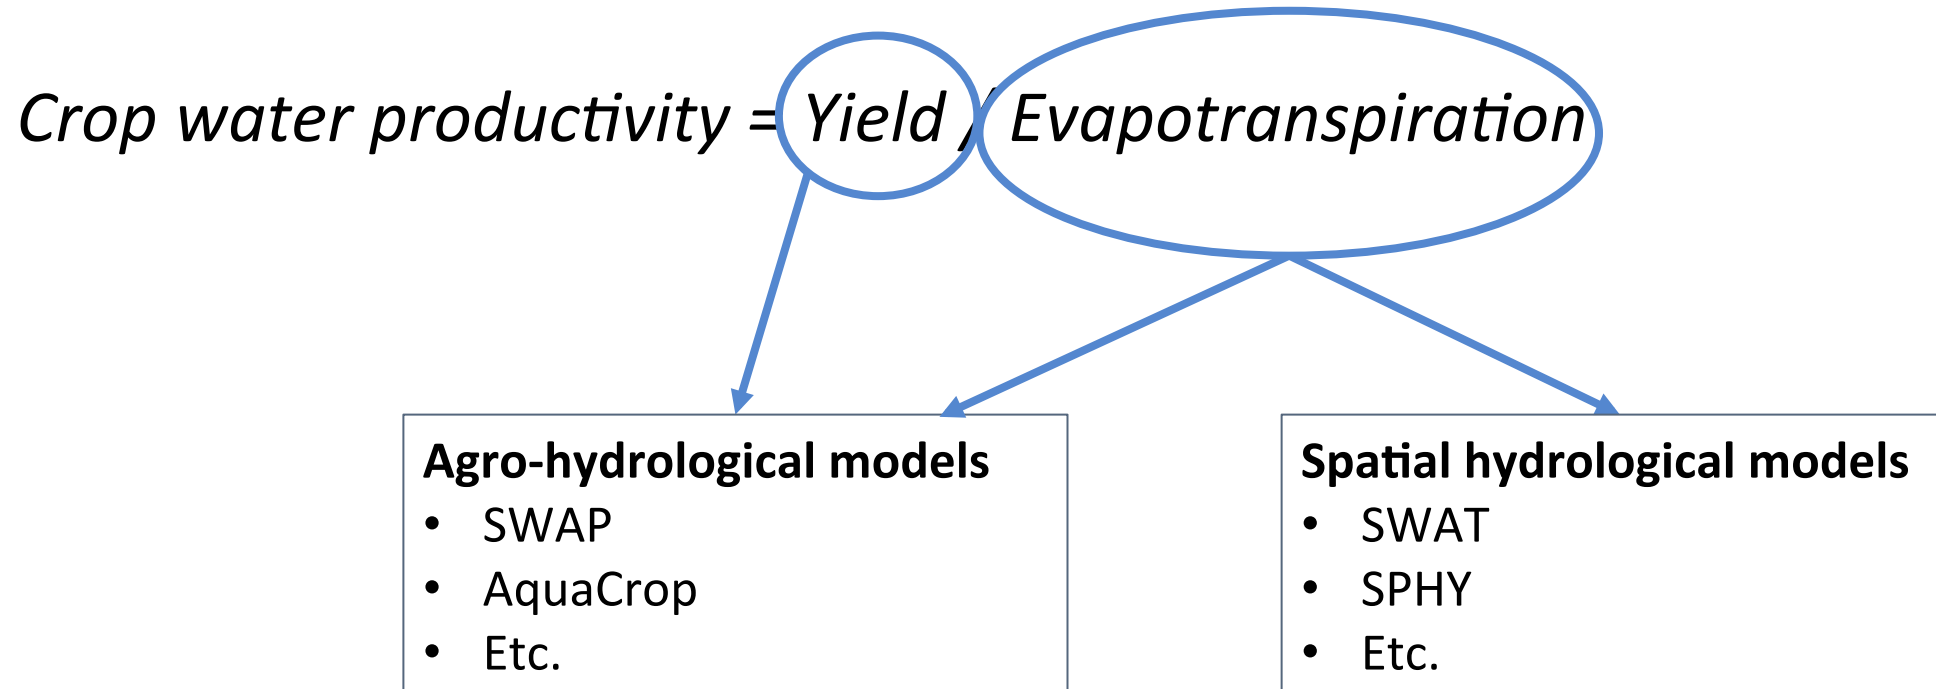 Crop water productivity = Yield / Evapotranspiration
Agro-hydrological models
• SWAP
• AquaCrop
• Etc.
Spatial hydrological models
• SWAT
• SPHY
• Etc.